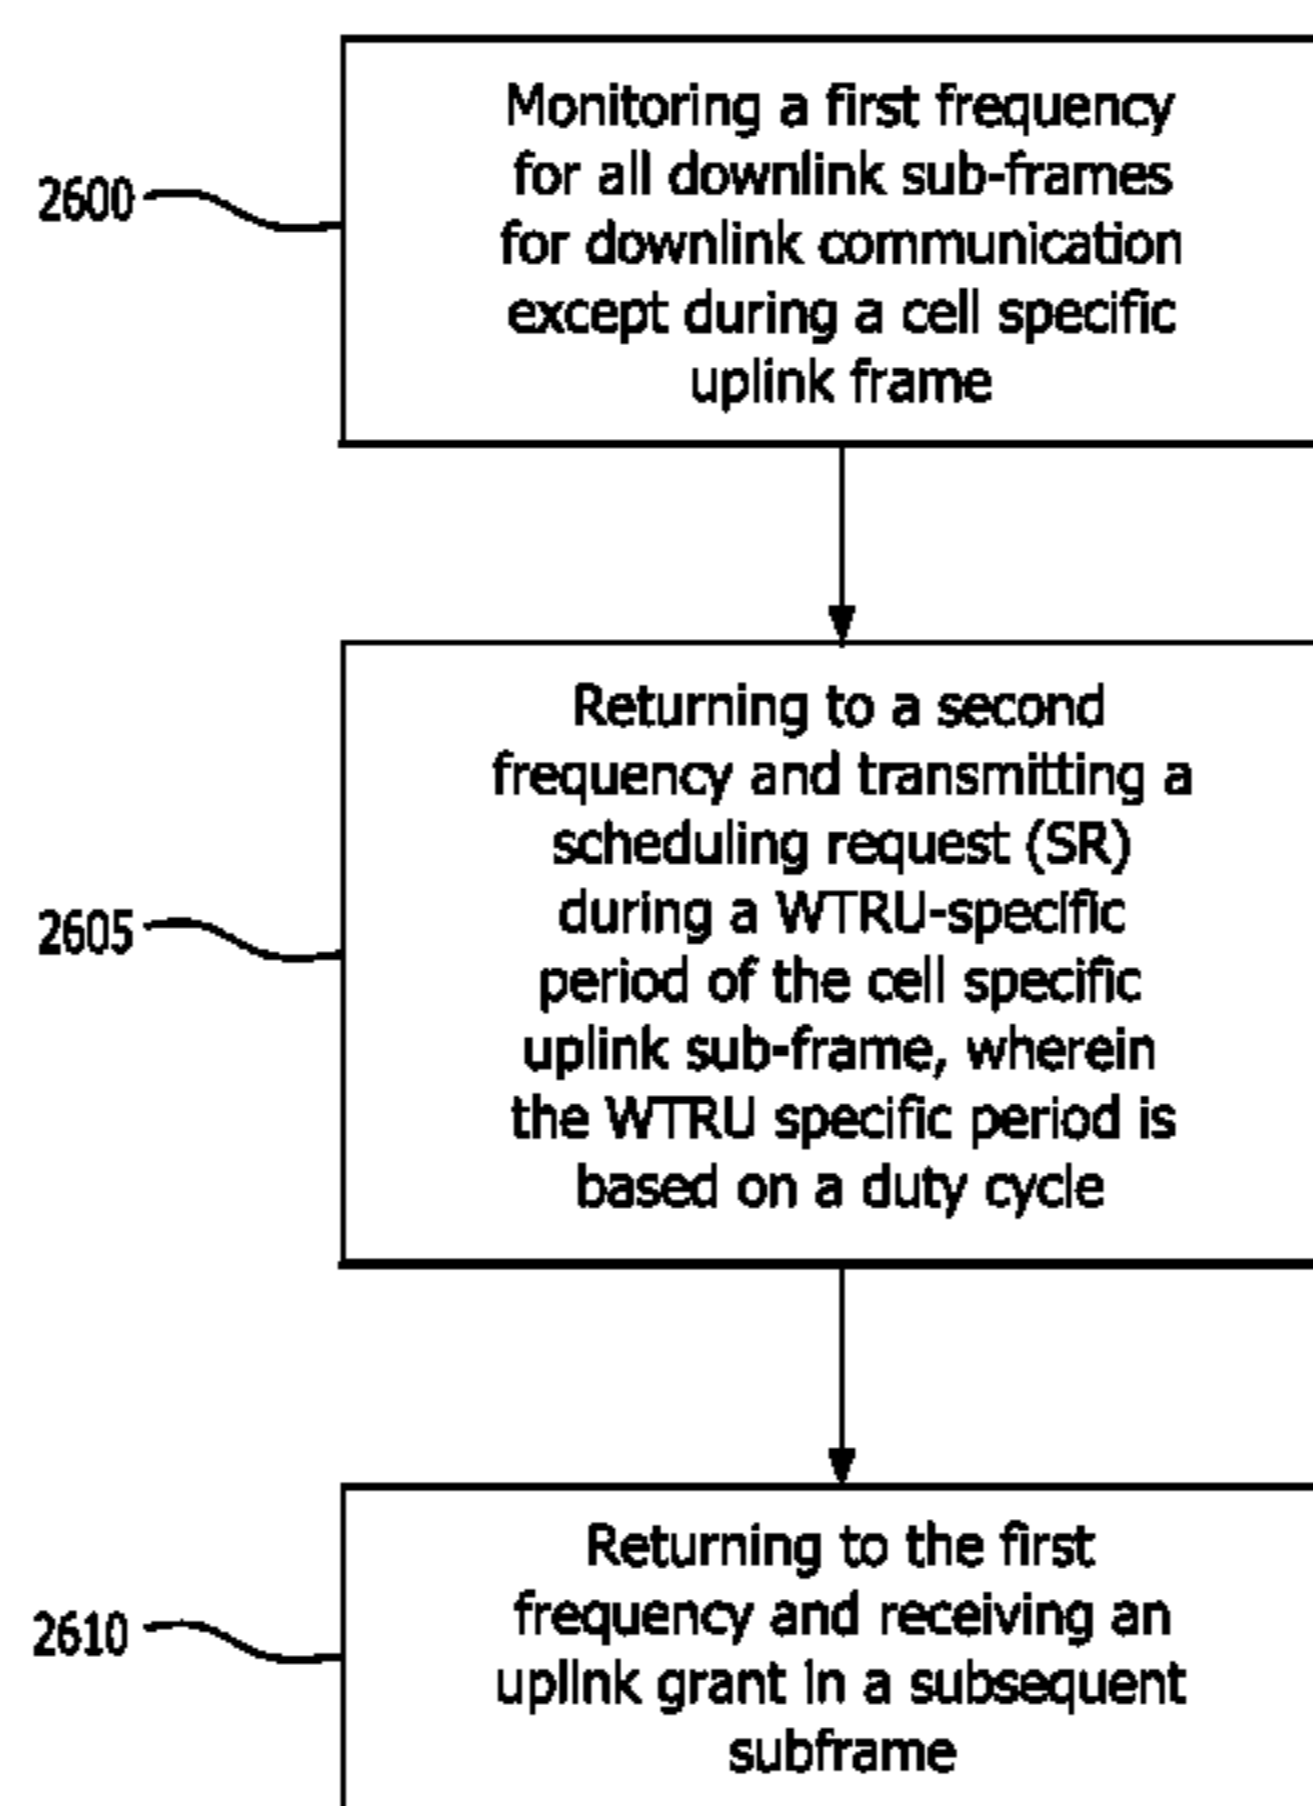 Monitoring a first frequency
for all downlink sub-frames
for downlink communication
except during a cell specific
uplink frame
2600
Returning to a second
frequency and transmitting a
scheduling request (SR)
during a WTRU-specific
period of the cell specific
uplink sub-frame, wherein
the WTRU specific period is
based on a duty cycle
2605
Returning to the first
frequency and receiving an
uplink grant in a subsequent
subframe
2610